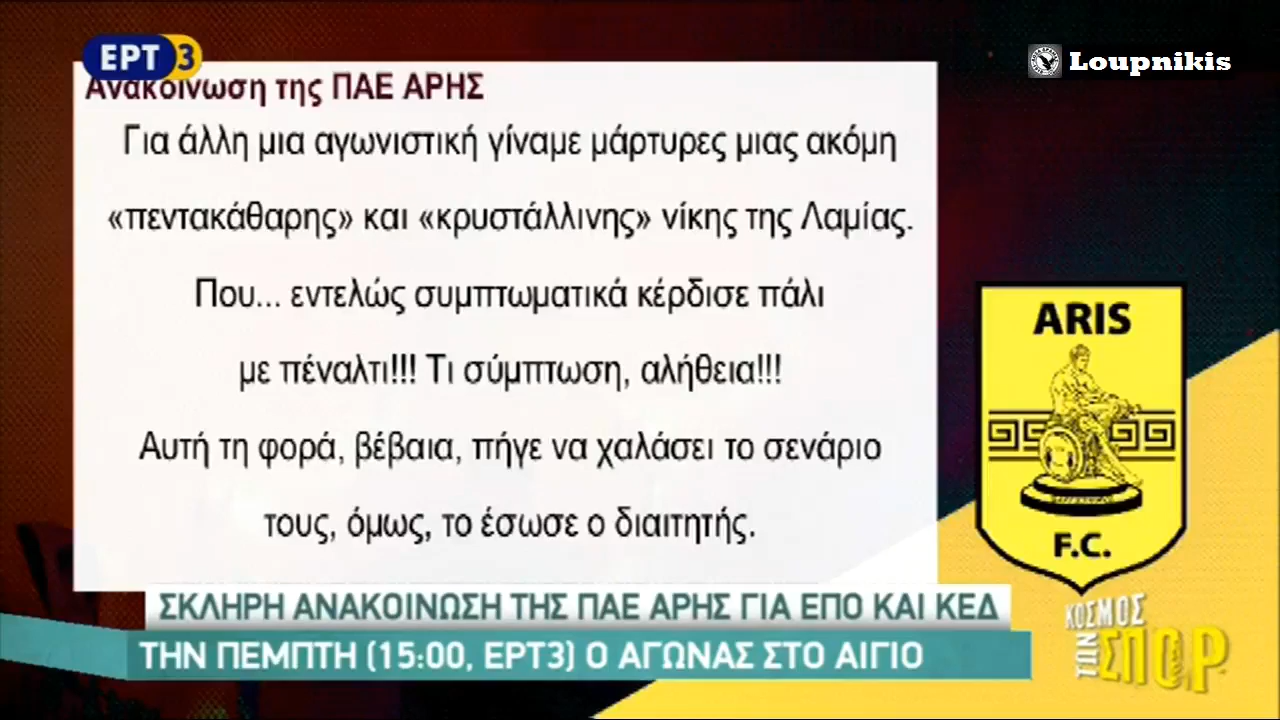 ΕΡΤ3
Loupnikis
Ανακοίνωση της ΠΑΕ ΑΡΗΣ
Για άλλη μια αγωνιστική γίναμε μάρτυρες μιας ακόμη
«πεντακάθαρης» και «κρυστάλλινης» νίκης της Λαμίας.
Που... εντελώς συμπτωματικά κέρδισε πάλι
με πέναλτι!!! Τι σύμπτωση, αλήθεια!!!
Αυτή τη φορά, βέβαια, πήγε να χαλάσει το σενάριο
τους, όμως, το έσωσε ο διαιτητής.
ARIS
F.C.
ΣΚΛΗΡΗ ΑΝΑΚΟΙΝΩΣΗ ΤΗΣ ΠΑΕ ΑΡΗΣ ΓΙΑ ΕΠΟ ΚΑΙ ΚΕΔ
ΤΗΝ ΠΕΜΠΤΗ (15:00, ΕΡΤ3) Ο ΑΓΩΝΑΣ ΣΤΟ ΑΙΓΙΟ
ΚΟΣΜΟΣ
ΤΩΝ
ΣΠΟΡ